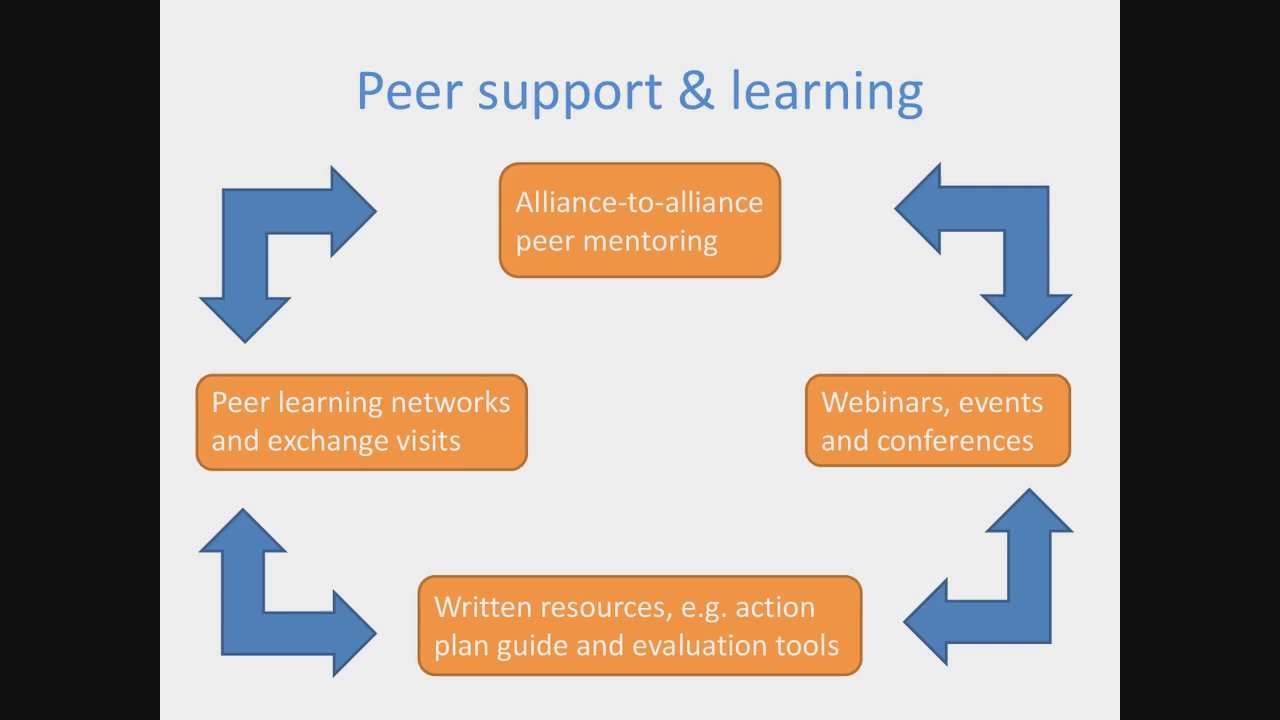 Peer support & learning
Alliance-to-alliance
peer mentoring
Peer learning networks
and exchange visits
Webinars, events
and conferences
Written resources, e.g. action
plan guide and evaluation tools